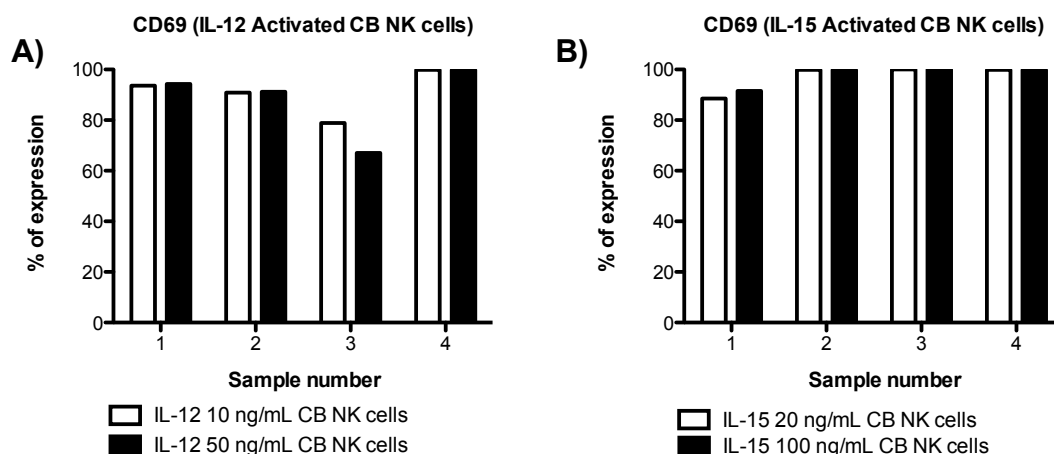 A)
CD69 (IL-12 Activated CB NK cells)
% of expression
100
80
60
40
20
0
1 2 3 4
Sample number
IL-12 10 ng/mL CB NK cells
IL-12 50 ng/mL CB NK cells
B)
CD69 (IL-15 Activated CB NK cells)
% of expression
100
80
60
40
20
0
1 2 3 4
Sample number
IL-15 20 ng/mL CB NK cells
IL-15 100 ng/mL CB NK cells